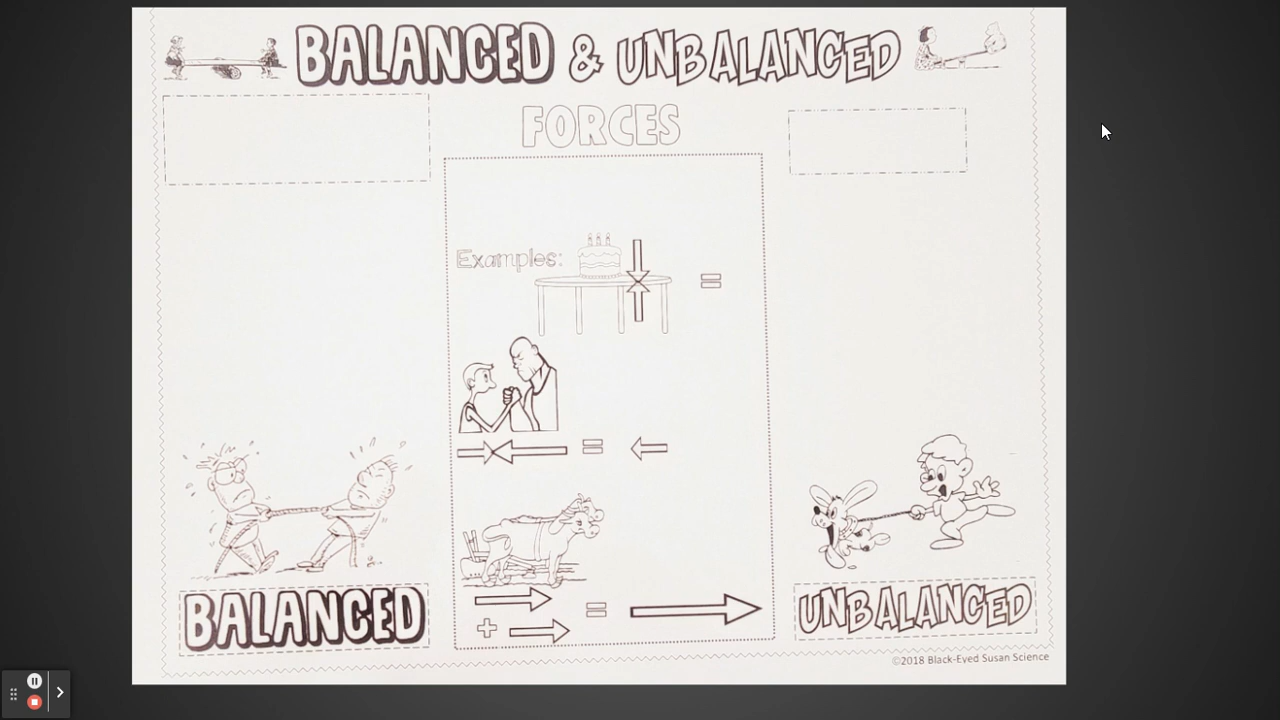 BALANCED & UNBALANCED
FORCES
Examples:
=
=
+ =
BALANCED
UNBALANCED
©2018 Black-Eyed Susan Science